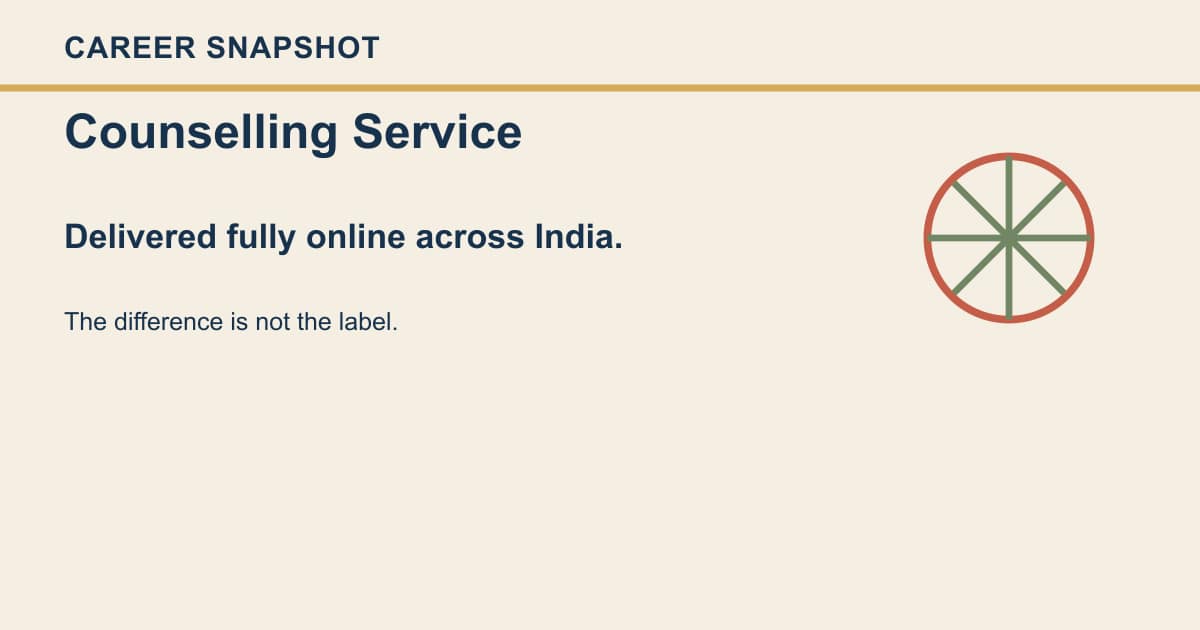 CAREER SNAPSHOT
Counselling Service
Delivered fully online across India.
The difference is not the label.